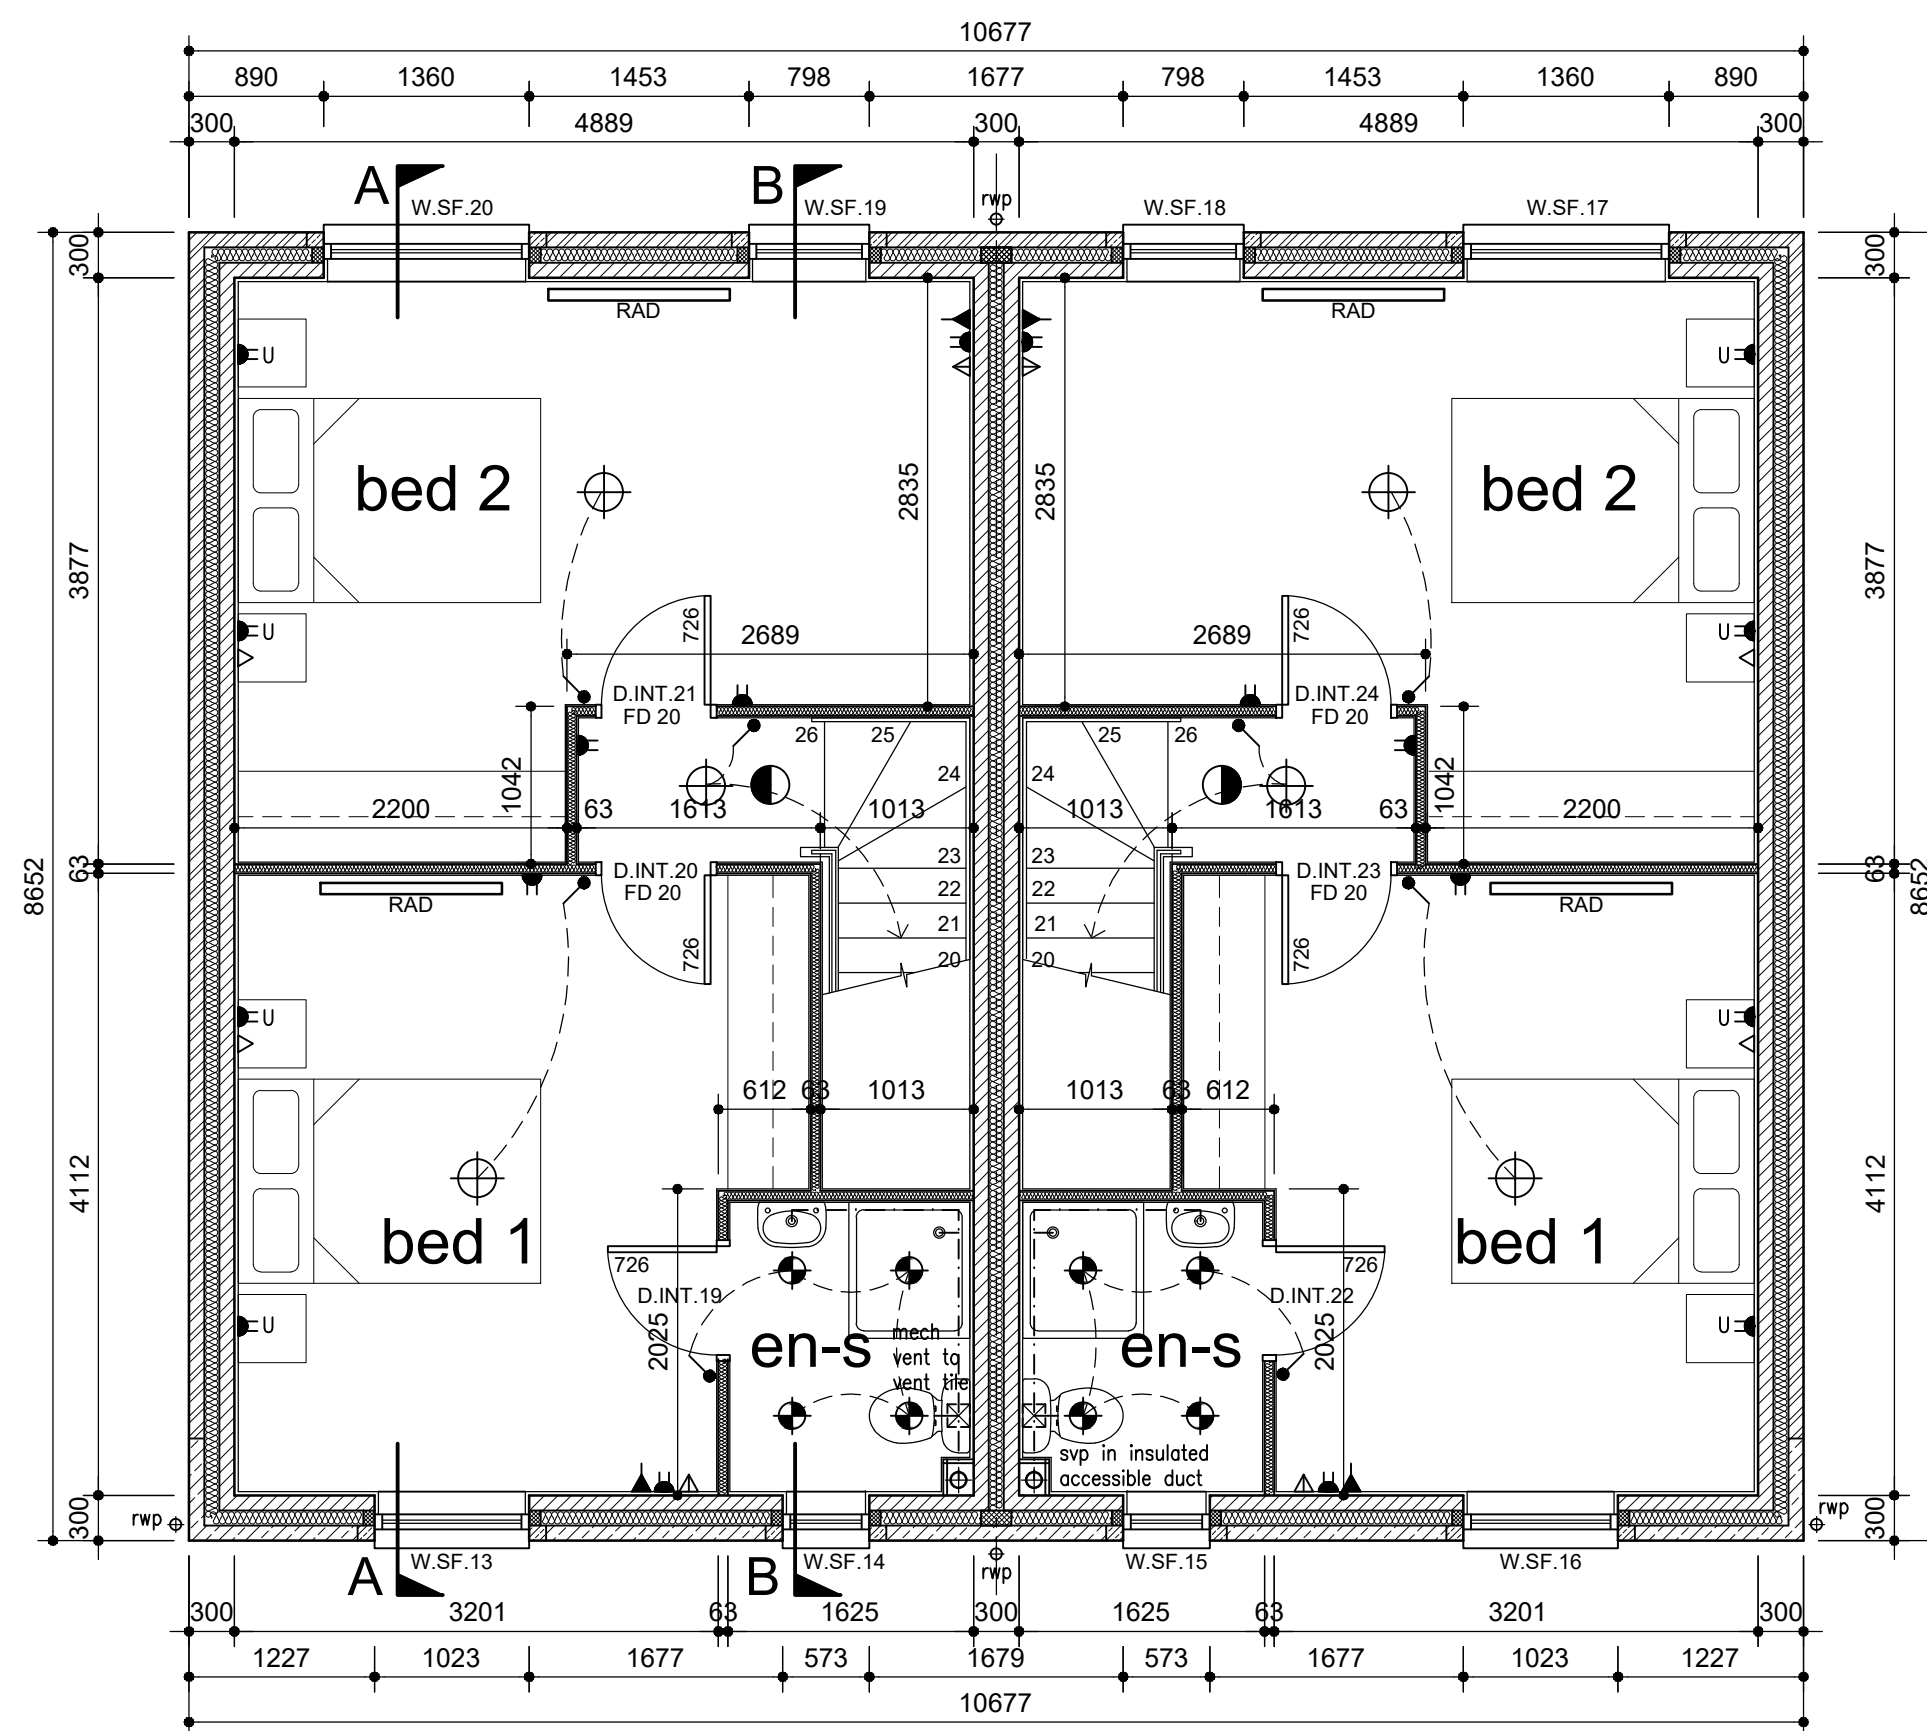 10677
890 1360 1453 798 1677 798 1453 1360 890
300 4889 300 4889 300
A B
W.SF.20 W.SF.19 rwp W.SF.18 W.SF.17
300 300
RAD RAD
U U
bed 2 bed 2
2835 2835
3877 3877
U U
726 2689 2689 726
D.INT.21 D.INT.24
FD 20 FD 20
26 25 25 26
24 24
1042 1042
2200 63 1613 1013 1013 1613 63 2200
23 23
63 D.INT.20 D.INT.23 63
FD 20 FD 20
8652 8652
22 22
RAD RAD
21 21
726 20 20 726
U U
612 63 1013 1013 63 612
4112 4112
bed 1 bed 1
726 726
D.INT.19 D.INT.22
U U
2025 2025
en-s en-s
mech
vent to
vent tile
svp in insulated
accessible duct
300 rwp rwp 300
A W.SF.13 B W.SF.14 rwp W.SF.15 W.SF.16
300 3201 63 1625 300 1625 63 3201 300
1227 1023 1677 573 1679 573 1677 1023 1227
10677